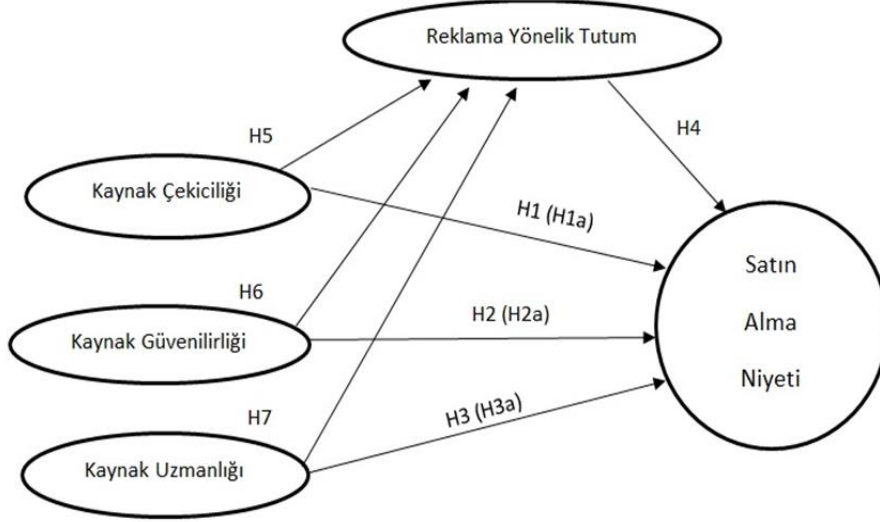 Reklama Yönelik Tutum
H5
H4
Kaynak Çekiciliği
H1 (H1a)
Satın
Alma
Niyeti
H6
H2 (H2a)
Kaynak Güvenilirliği
H7
H3 (H3a)
Kaynak Uzmanlığı